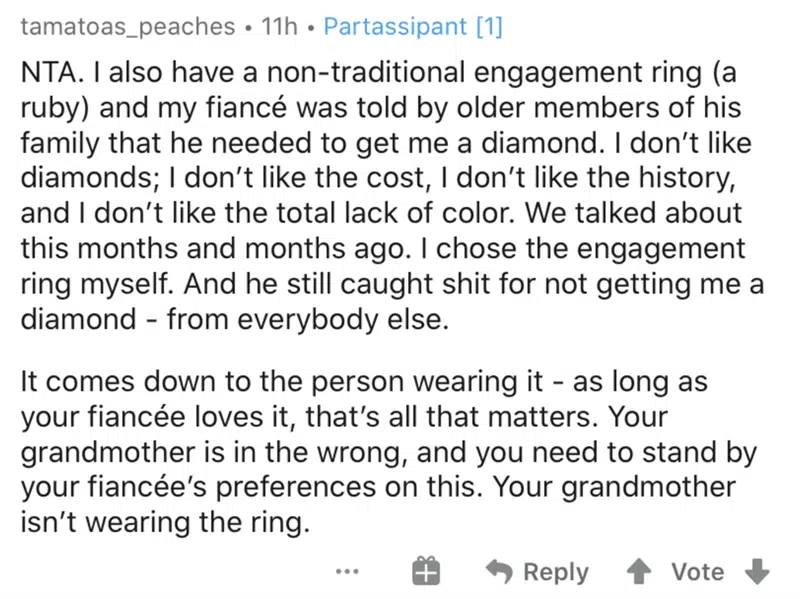 tamatoas_peaches • 11h • Partassipant [1]
NTA. I also have a non-traditional engagement ring (a
ruby) and my fiancé was told by older members of his
family that he needed to get me a diamond. I don’t like
diamonds; I don’t like the cost, I don’t like the history,
and I don’t like the total lack of color. We talked about
this months and months ago. I chose the engagement
ring myself. And he still caught shit for not getting me a
diamond - from everybody else.
It comes down to the person wearing it - as long as
your fiancée loves it, that’s all that matters. Your
grandmother is in the wrong, and you need to stand by
your fiancée’s preferences on this. Your grandmother
isn’t wearing the ring.
Reply Vote